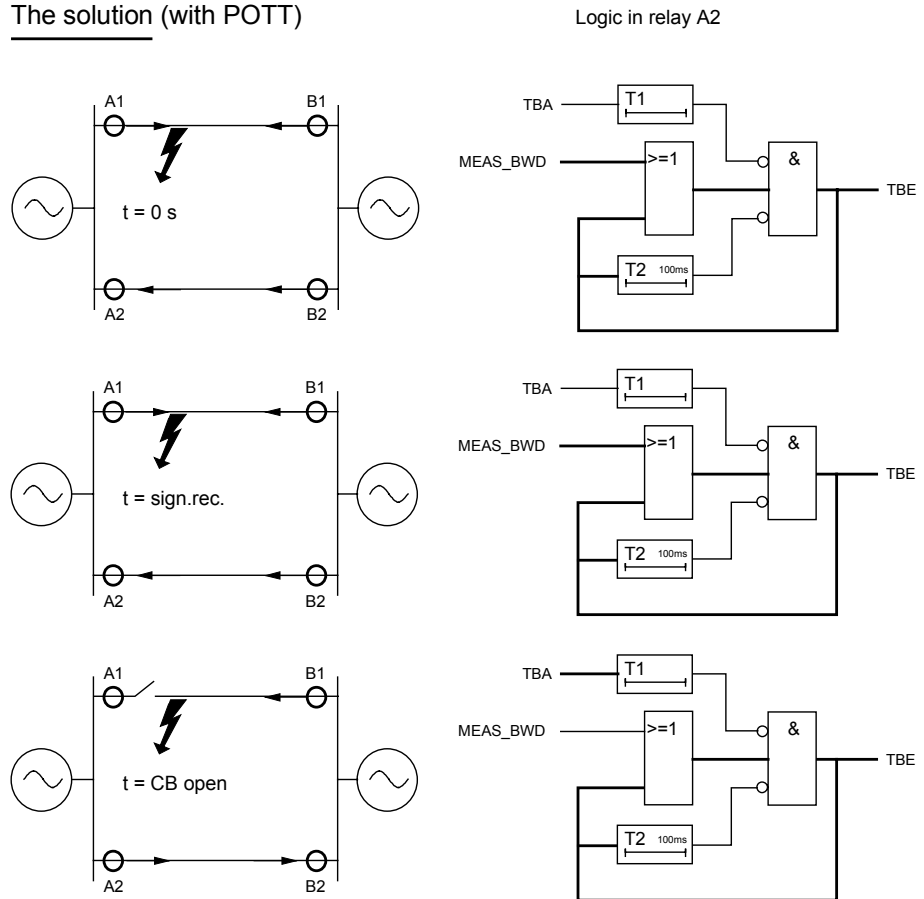 The solution (with POTT)
Logic in relay A2
A1
B1
t = 0 s
A2
B2
TBA
T1
MEAS_BWD
>=1
&
TBE
T2 100ms
A1
B1
t = sign.rec.
A2
B2
TBA
T1
MEAS_BWD
>=1
&
TBE
T2 100ms
A1
B1
t = CB open
A2
B2
TBA
T1
MEAS_BWD
>=1
&
TBE
T2 100ms